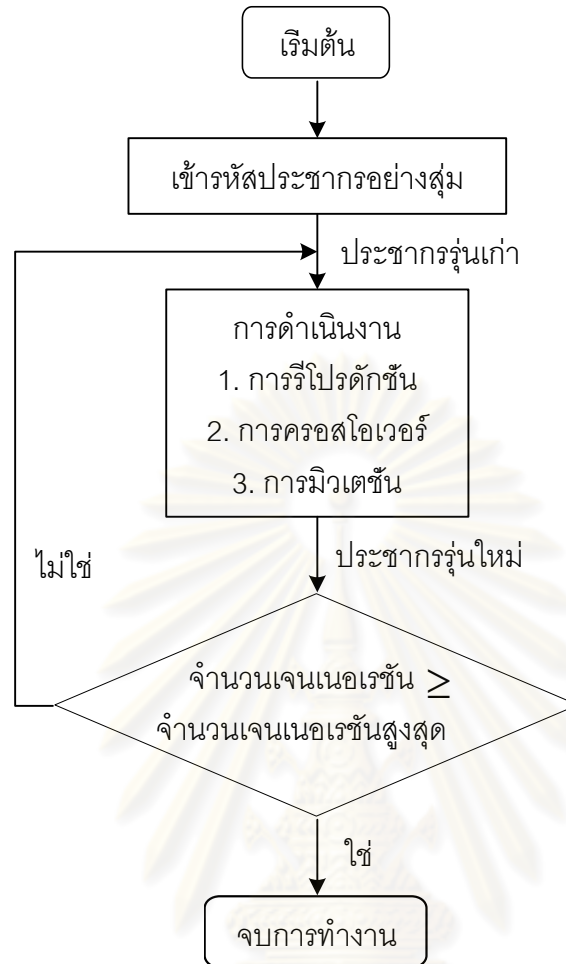 เริ่มต้น
เข้ารหัสประชากรอย่างสุ่ม
ประชากรรุ่นเก่า
การดำเนินงาน
1. การรีโปรดักชัน
2. การครอสโอเวอร์
3. การมิวเตชัน
ประชากรรุ่นใหม่
ไม่ใช่
จำนวนเจนเนอเรชัน ≥
จำนวนเจนเนอเรชันสูงสุด
ใช่
จบการทำงาน